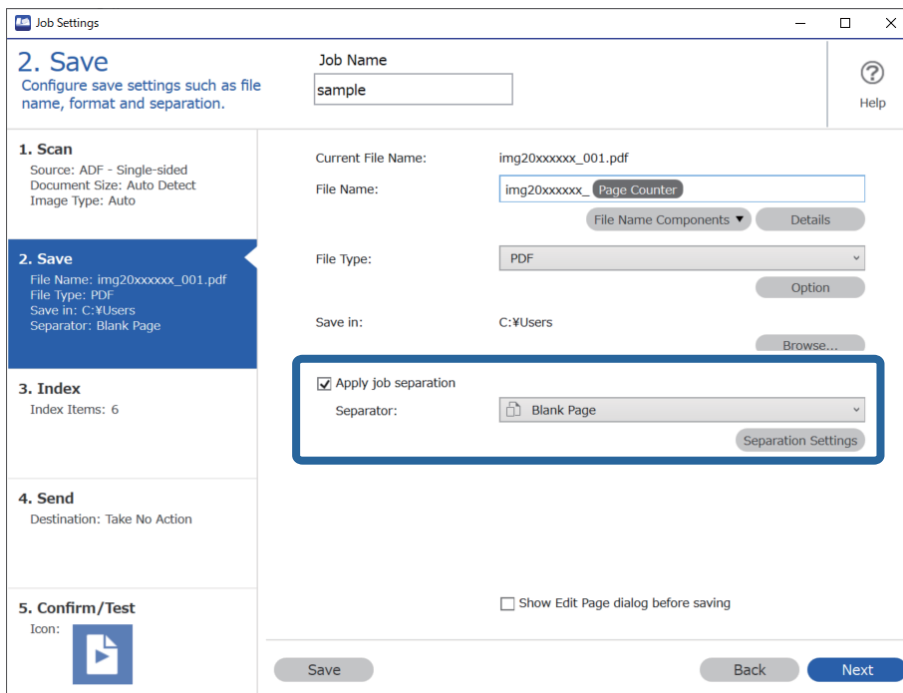 Job Settings
2. Save
Configure save settings such as file
name, format and separation.
Job Name
sample
?
Help
1. Scan
Source: ADF - Single-sided
Document Size: Auto Detect
Image Type: Auto
2. Save
File Name: img20xxxxxx_001.pdf
File Type: PDF
Save in: C:¥Users
Separator: Blank Page
3. Index
Index Items: 6
4. Send
Destination: Take No Action
5. Confirm/Test
Icon:
Current File Name: img20xxxxxx_001.pdf
File Name: img20xxxxxx_ Page Counter
File Name Components ▼ Details
File Type: PDF
Option
Save in: C:¥Users
Browse...
Apply job separation
Separator: Blank Page
Separation Settings
Show Edit Page dialog before saving
Save Back Next